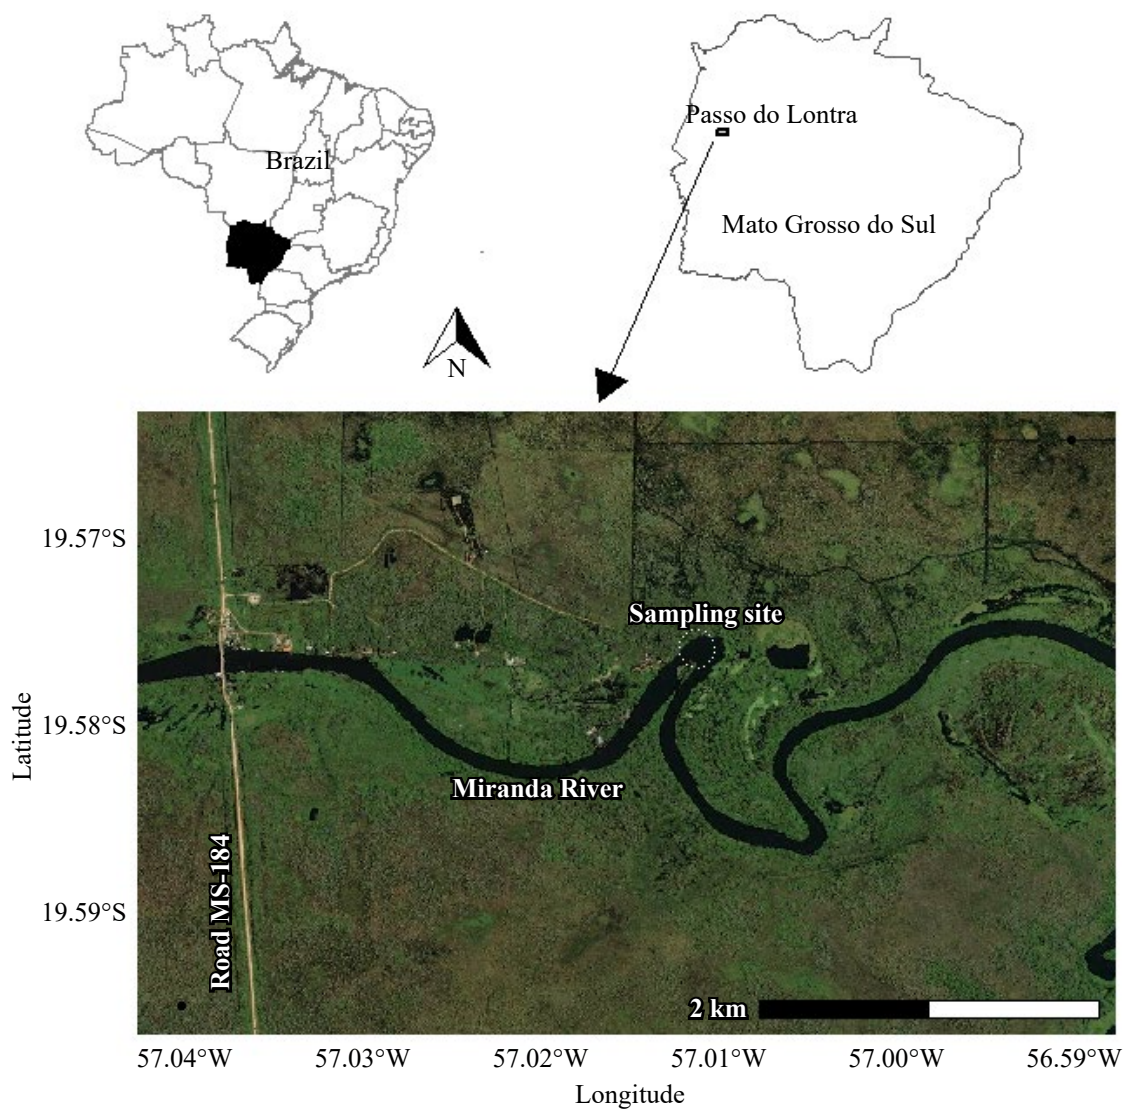 Brazil
Passo do Lontra
Mato Grosso do Sul
N
19.57°S
19.58°S
19.59°S
Latitude
Sampling site
Miranda River
Road MS-184
2 km
57.04°W
57.03°W
57.02°W
57.01°W
57.00°W
56.59°W
Longitude